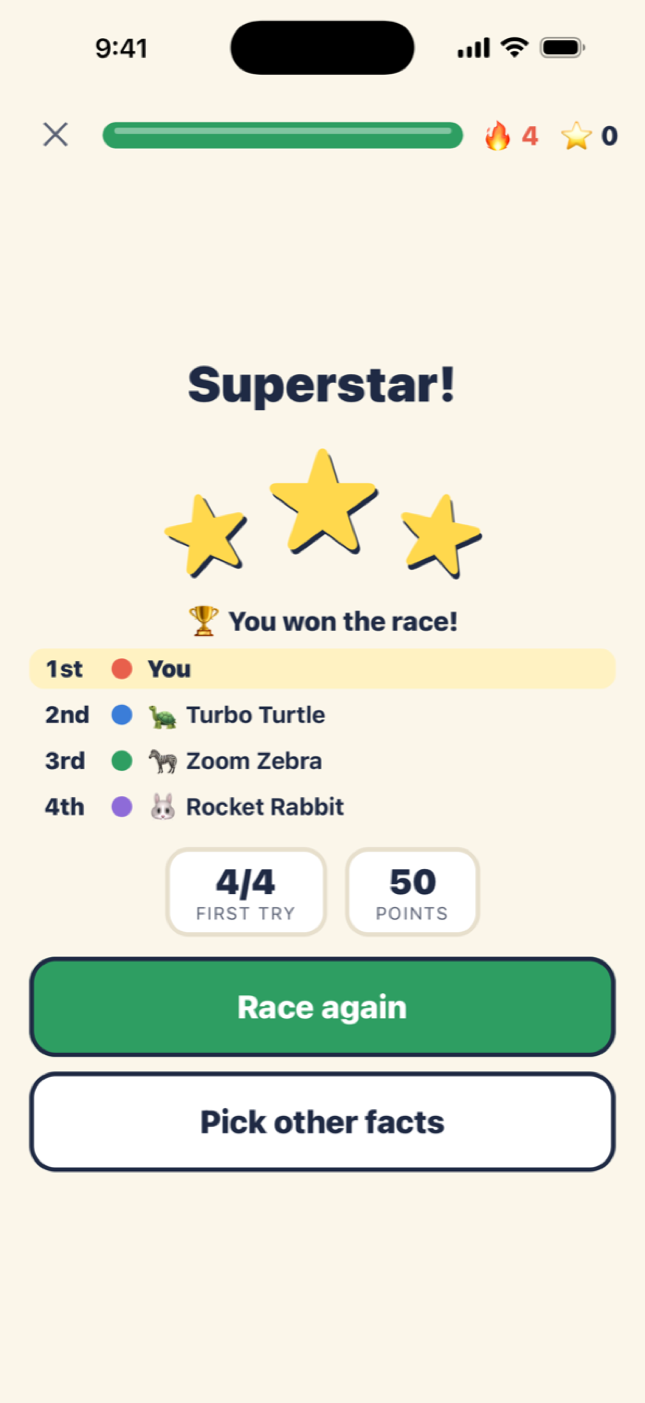 9:41
4 0
Superstar!
You won the race!
1st You
2nd Turbo Turtle
3rd Zoom Zebra
4th Rocket Rabbit
4/4 50
FIRST TRY POINTS
Race again
Pick other facts